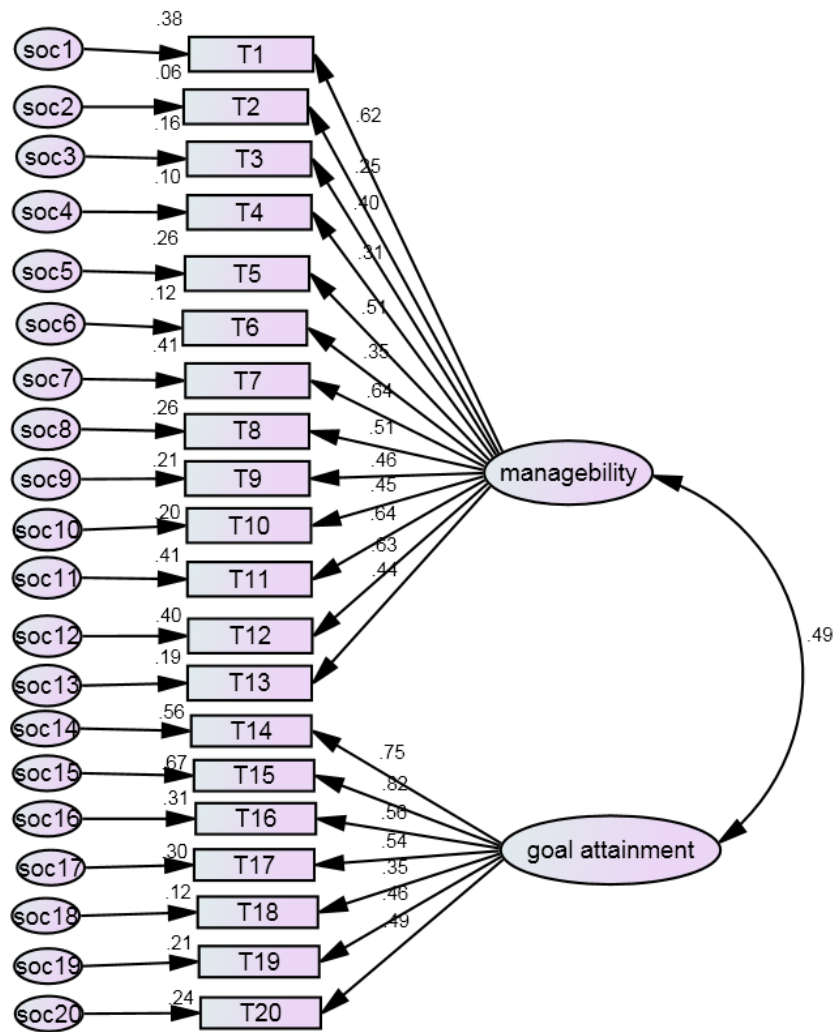 .38
soc1
T1
.06
soc2
T2
.62
.16
soc3
T3
.25
.10
soc4
T4
.40
.26
soc5
T5
.31
.12
soc6
T6
.51
.41
soc7
T7
.35
.26
soc8
T8
.64
.21
soc9
T9
.51
.20
soc10
T10
.46
.41
soc11
T11
.45
.40
soc12
T12
.64
.19
soc13
T13
.63
.44
managebility
.49
.56
soc14
T14
.75
.67
soc15
T15
.82
.31
soc16
T16
.56
.30
soc17
T17
.54
.12
soc18
T18
.35
.21
soc19
T19
.46
.24
soc20
T20
.49
goal attainment